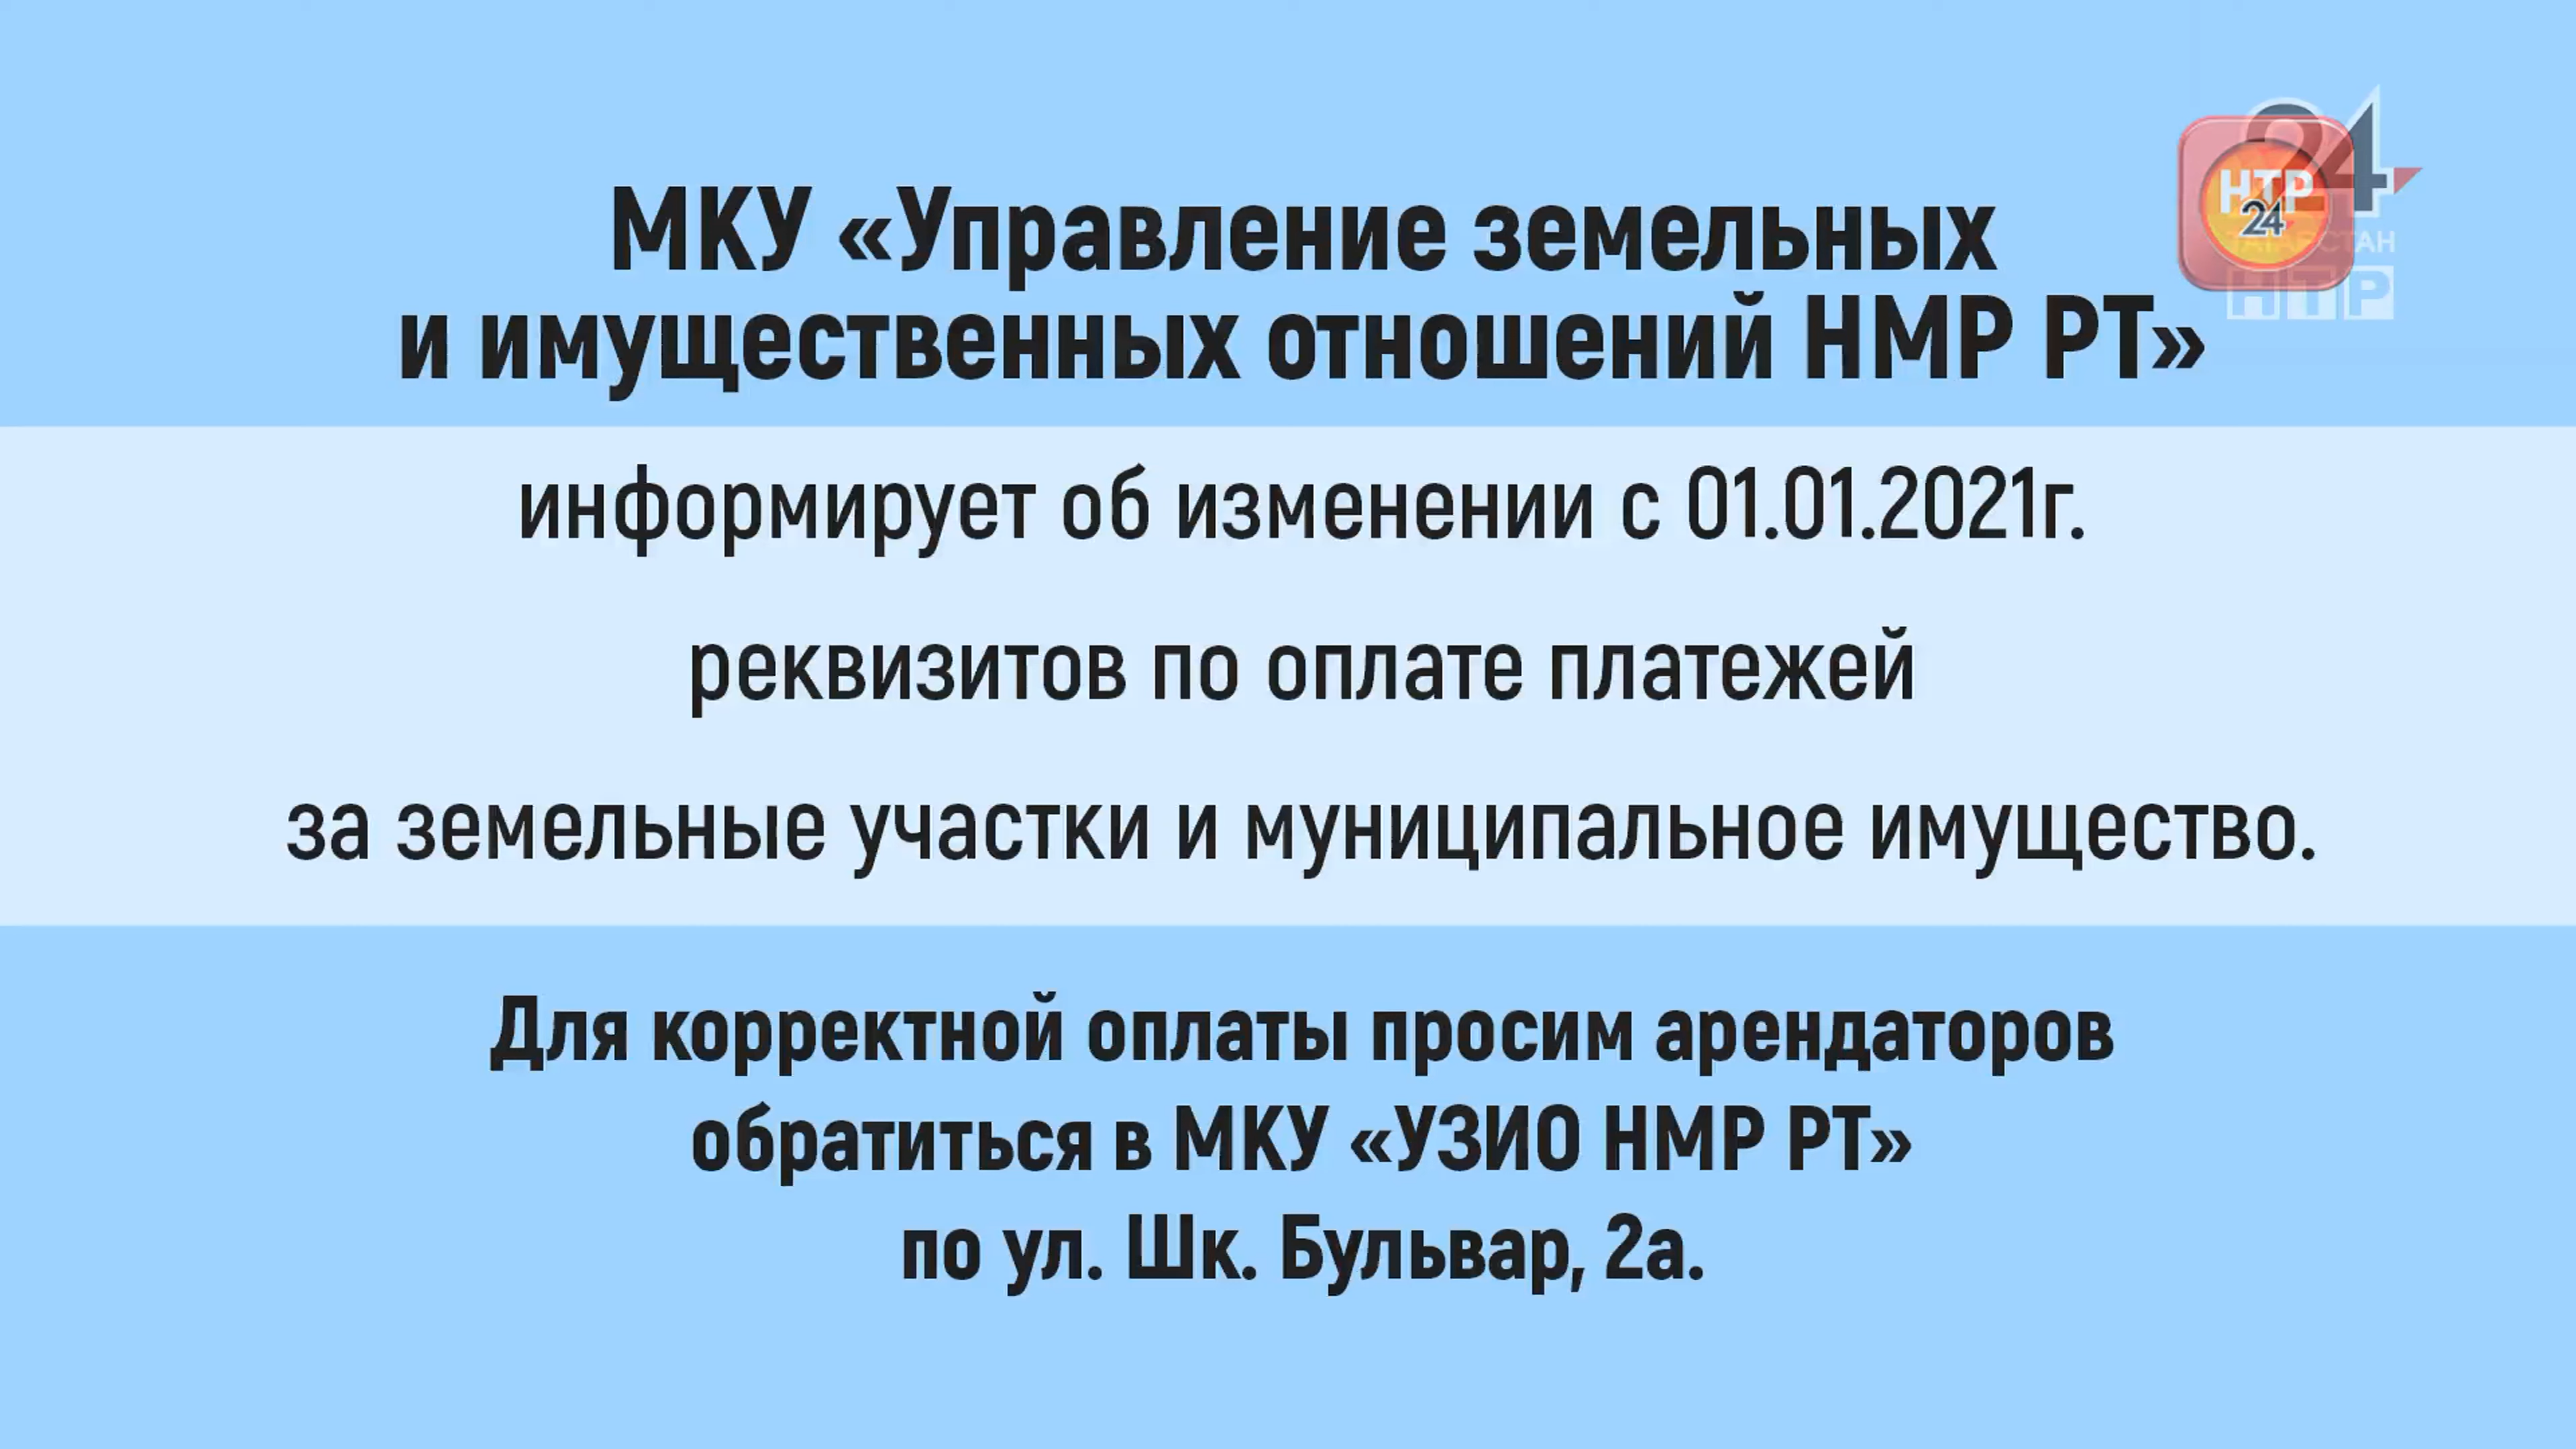 24
НТР
24
ТАТАРСТАН
НТР
МКУ «Управление земельных
и имущественных отношений НМР РТ»
информирует об изменении с 01.01.2021г.
реквизитов по оплате платежей
за земельные участки и муниципальное имущество.
Для корректной оплаты просим арендаторов
обратиться в МКУ «УЗИО НМР РТ»
по ул. Шк. Бульвар, 2а.